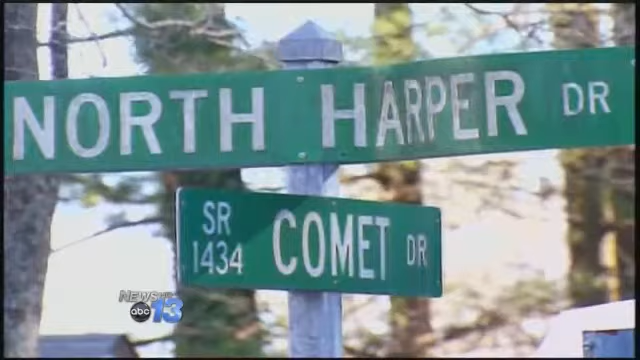 NORTH HARPER DR
SR
1434
COMET DR
NEWS
abc 13